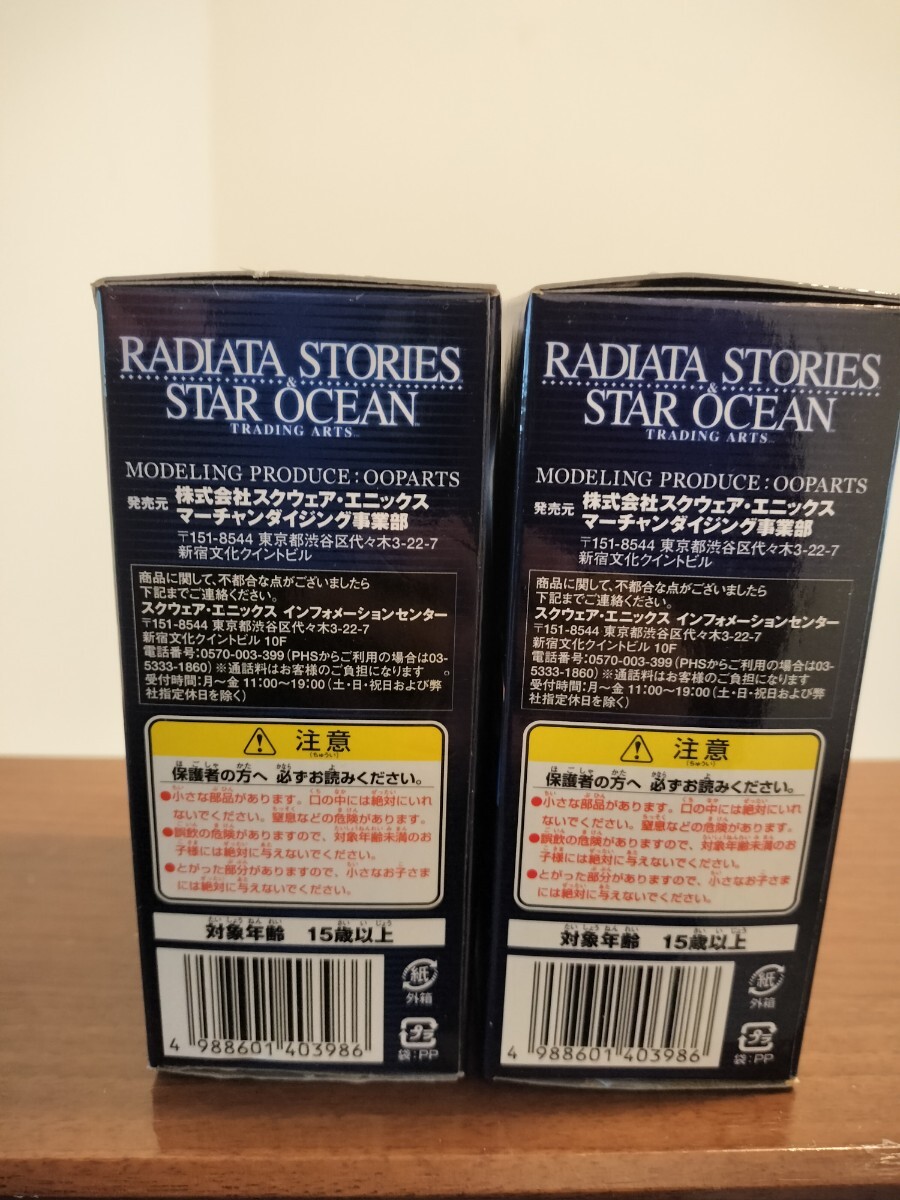 RADIATA STORIES
&
STAR OCEAN™
TRADING ARTS™
MODELING PRODUCE:OOPARTS
発売元 株式会社スクウェア・エニックス
マーチャンダイジング事業部
〒151-8544 東京都渋谷区代々木3-22-7
新宿文化クイントビル
商品に関して、不都合な点がございましたら
下記までご連絡ください。
スクウェア・エニックス インフォメーションセンター
〒151-8544 東京都渋谷区代々木3-22-7
新宿文化クイントビル 10F
電話番号:0570-003-399 (PHSからご利用の場合は03-
5333-1860) ※通話料はお客様のご負担になります。
受付時間:月～金 11:00～19:00 (土・日・祝日および弊
社指定休日を除く)
注意
(ちゅうい)
保護者の方へ 必ずお読みください。
●小さな部品があります。口の中には絶対にいれ
ないでください。窒息などの危険があります。
●誤飲の危険がありますので、対象年齢未満のお
子様には絶対に与えないでください。
●とがった部分がありますので、小さなお子さま
には絶対に与えないでください。
対象年齢 15歳以上
紙
外箱
プラ
袋:PP
4 988601 403986
RADIATA STORIES
&
STAR OCEAN™
TRADING ARTS™
MODELING PRODUCE:OOPARTS
発売元 株式会社スクウェア・エニックス
マーチャンダイジング事業部
〒151-8544 東京都渋谷区代々木3-22-7
新宿文化クイントビル
商品に関して、不都合な点がございましたら
下記までご連絡ください。
スクウェア・エニックス インフォメーションセンター
〒151-8544 東京都渋谷区代々木3-22-7
新宿文化クイントビル 10F
電話番号:0570-003-399 (PHSからご利用の場合は03-
5333-1860) ※通話料はお客様のご負担になります
受付時間:月～金 11:00～19:00 (土・日・祝日および弊
社指定休日を除く)
注意
(ちゅうい)
保護者の方へ 必ずお読みください。
●小さな部品があります。口の中には絶対にいれ
ないでください。窒息などの危険があります。
●誤飲の危険がありますので、対象年齢未満のお
子様には絶対に与えないでください。
●とがった部分がありますので、小さなお子さま
には絶対に与えないでください。
対象年齢 15歳以上
紙
外箱
プラ
袋:PP
4 988601 403986